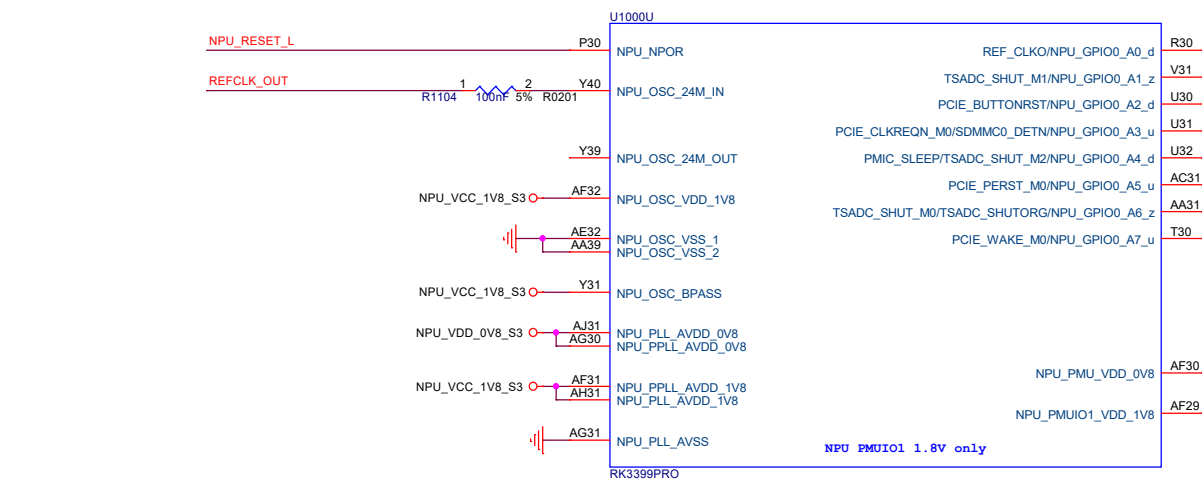 U1000U
NPU_RESET_L P30 NPU_NPOR REF_CLKO/NPU_GPIO0_A0_d R30
TSADC_SHUT_M1/NPU_GPIO0_A1_z V31
REFCLK_OUT 1 2 Y40 NPU_OSC_24M_IN
R1104 100nF 5% R0201
PCIE_BUTTONRST/NPU_GPIO0_A2_d U30
PCIE_CLKREQN_M0/SDMMC0_DETN/NPU_GPIO0_A3_u U31
Y39 NPU_OSC_24M_OUT PMIC_SLEEP/TSADC_SHUT_M2/NPU_GPIO0_A4_d U32
PCIE_PERST_M0/NPU_GPIO0_A5_u AC31
NPU_VCC_1V8_S3 AF32 NPU_OSC_VDD_1V8
TSADC_SHUT_M0/TSADC_SHUTORG/NPU_GPIO0_A6_z AA31
AE32 NPU_OSC_VSS_1 PCIE_WAKE_M0/NPU_GPIO0_A7_u T30
AA39 NPU_OSC_VSS_2
NPU_VCC_1V8_S3 Y31 NPU_OSC_BPASS
NPU_VDD_0V8_S3 AJ31 NPU_PLL_AVDD_0V8
AG30 NPU_PPLL_AVDD_0V8
NPU_PMU_VDD_0V8 AF30
NPU_VCC_1V8_S3 AF31 NPU_PPLL_AVDD_1V8
AH31 NPU_PLL_AVDD_1V8
NPU_PMUIO1_VDD_1V8 AF29
AG31 NPU_PLL_AVSS NPU PMUIO1 1.8V only
RK3399PRO